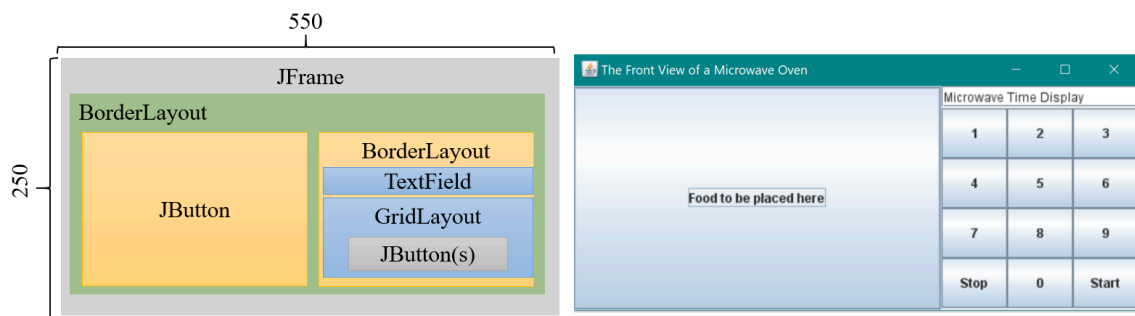 550
JFrame
BorderLayout
250
BorderLayout
TextField
JButton
GridLayout
JButton(s)
The Front View of a Microwave Oven
Microwave Time Display
1 2 3
4 5 6
Food to be placed here
7 8 9
Stop 0 Start